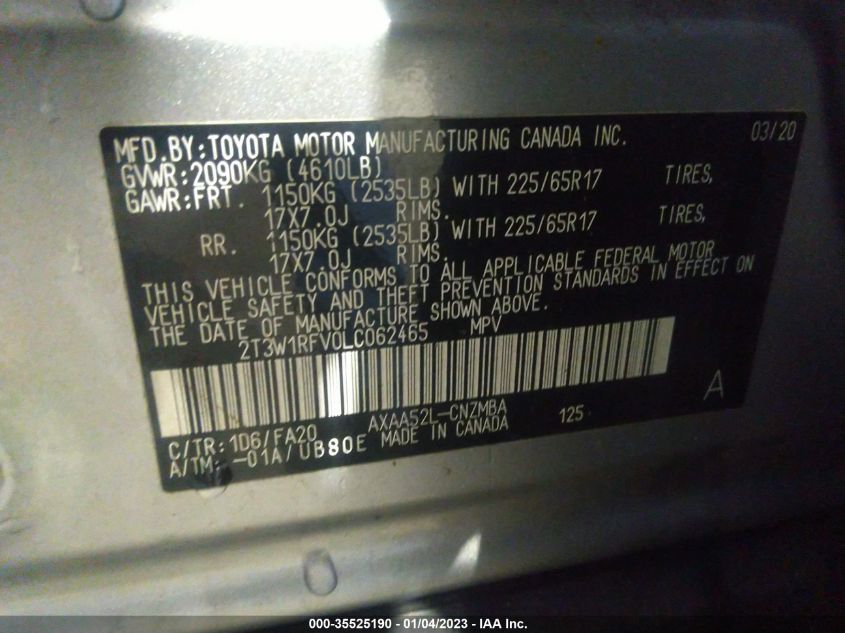 MFD.BY:TOYOTA MOTOR MANUFACTURING CANADA INC. 03/20
GVWR:2090KG (4610LB)
GAWR:FRT. 1150KG (2535LB) WITH 225/65R17 TIRES,
17X7.0J RIMS.
RR. 1150KG (2535LB) WITH 225/65R17 TIRES,
17X7.0J RIMS.
THIS VEHICLE CONFORMS TO ALL APPLICABLE FEDERAL MOTOR
VEHICLE SAFETY AND THEFT PREVENTION STANDARDS IN EFFECT ON
THE DATE OF MANUFACTURE SHOWN ABOVE.
2T3W1RFV0LC062465 MPV
A
C/TR:1D6/FA20 AXAA52L-CNZMBA 125
A/TM:-01A/UB80E MADE IN CANADA
000-35525190 - 01/04/2023 - IAA Inc.